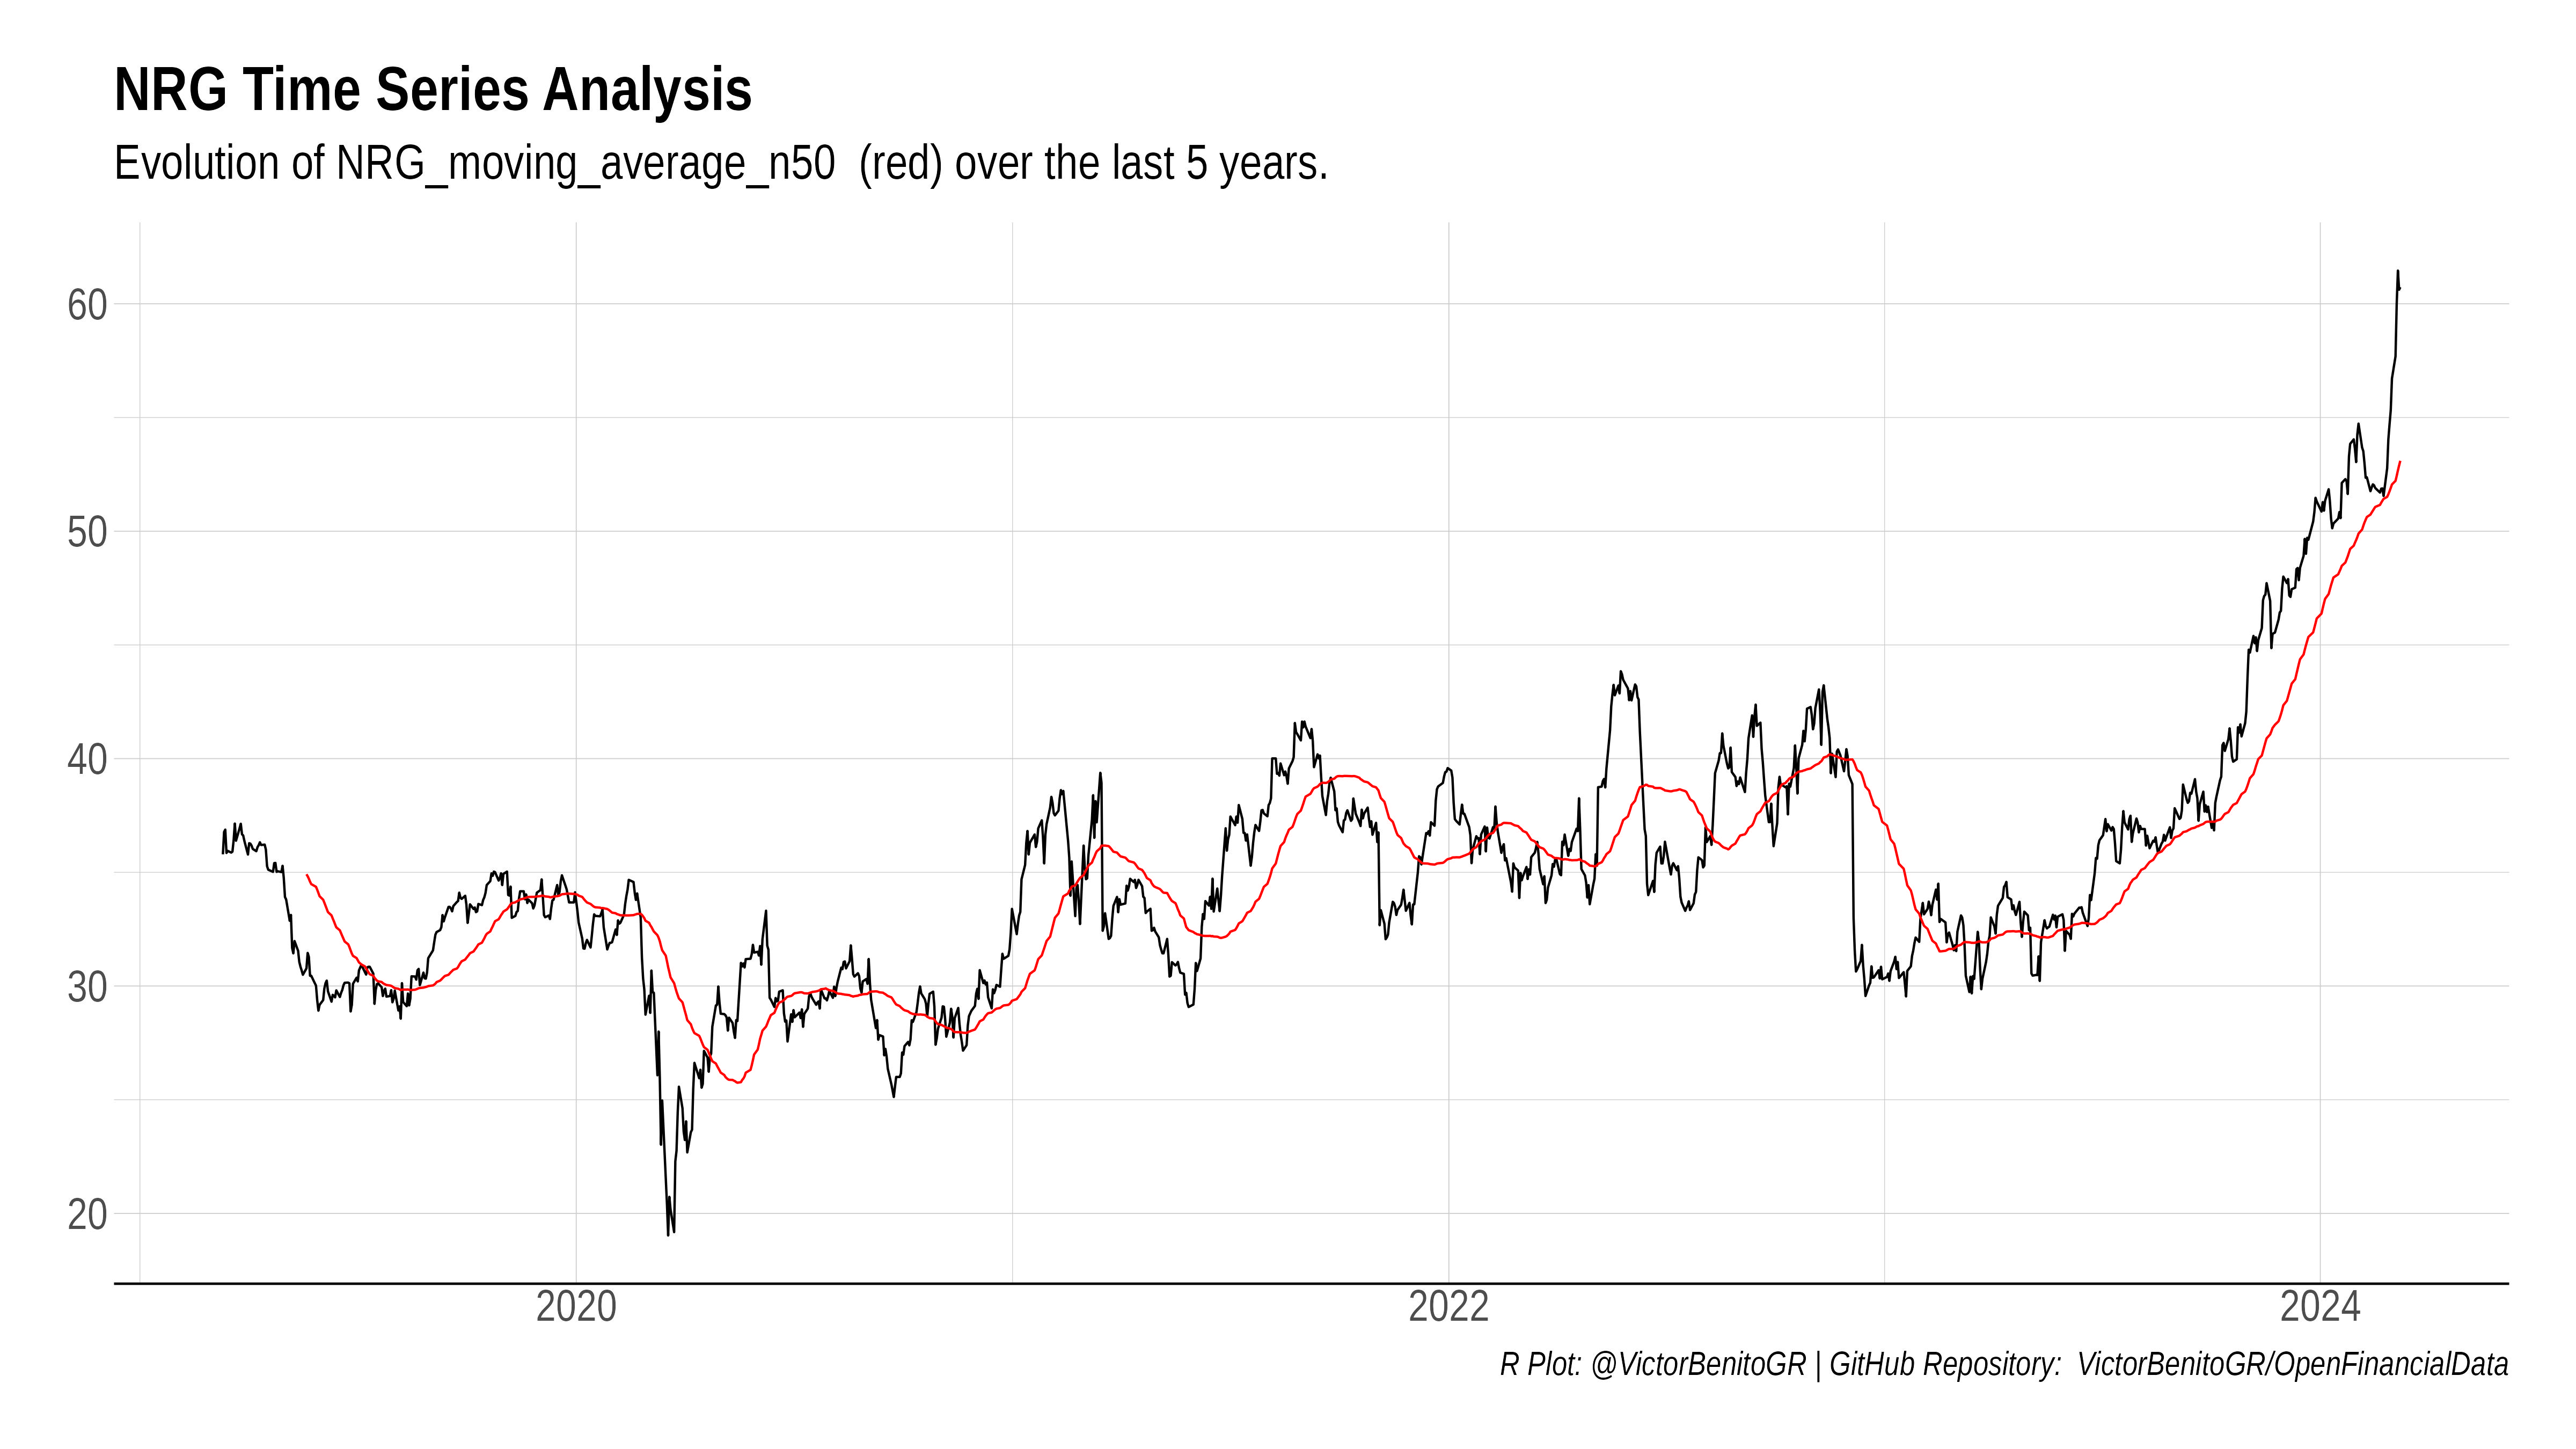 NRG Time Series Analysis
Evolution of NRG_moving_average_n50  (red) over the last 5 years.
60
50
40
30
20
2020 2022 2024
R Plot: @VictorBenitoGR | GitHub Repository:  VictorBenitoGR/OpenFinancialData